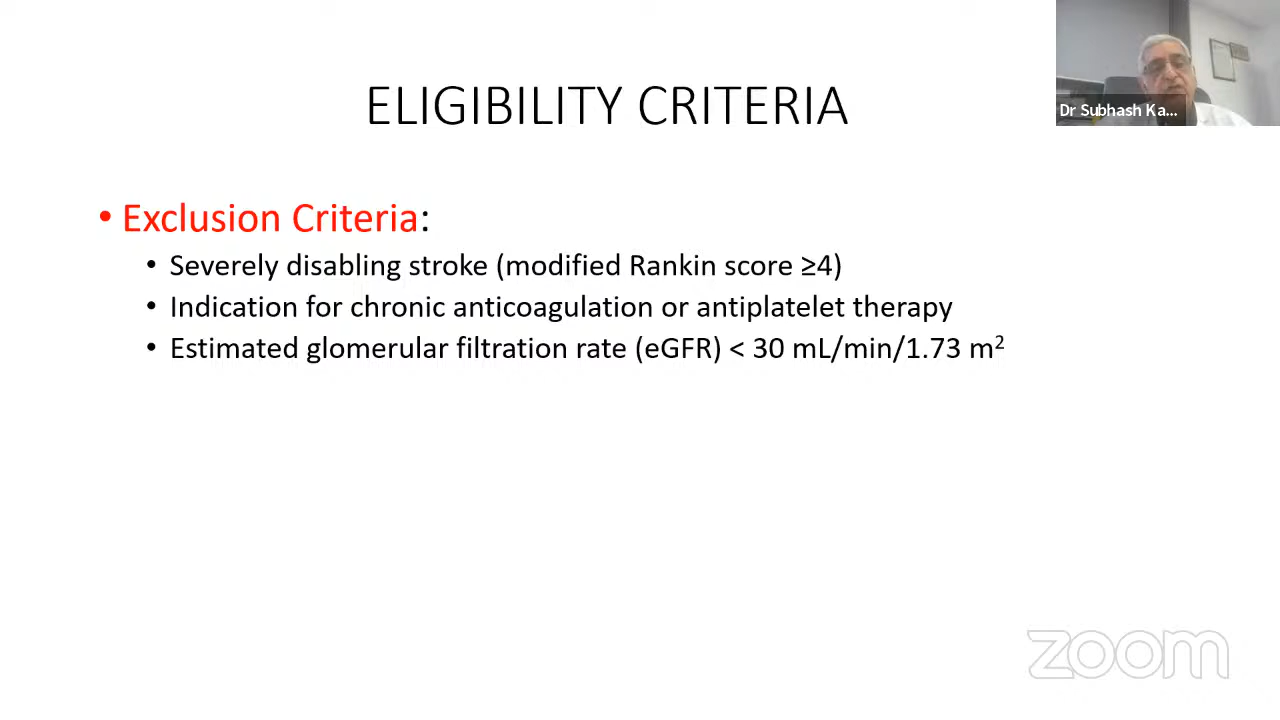 ELIGIBILITY CRITERIA
Dr Subhash Ka...
• Exclusion Criteria:
• Severely disabling stroke (modified Rankin score ≥4)
• Indication for chronic anticoagulation or antiplatelet therapy
• Estimated glomerular filtration rate (eGFR) < 30 mL/min/1.73 m²
zoom